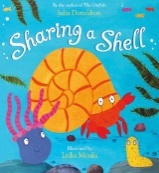 By the author of The Gruffalo
Julia Donaldson
Sharing a Shell
Illustrated by
Lydia Monks